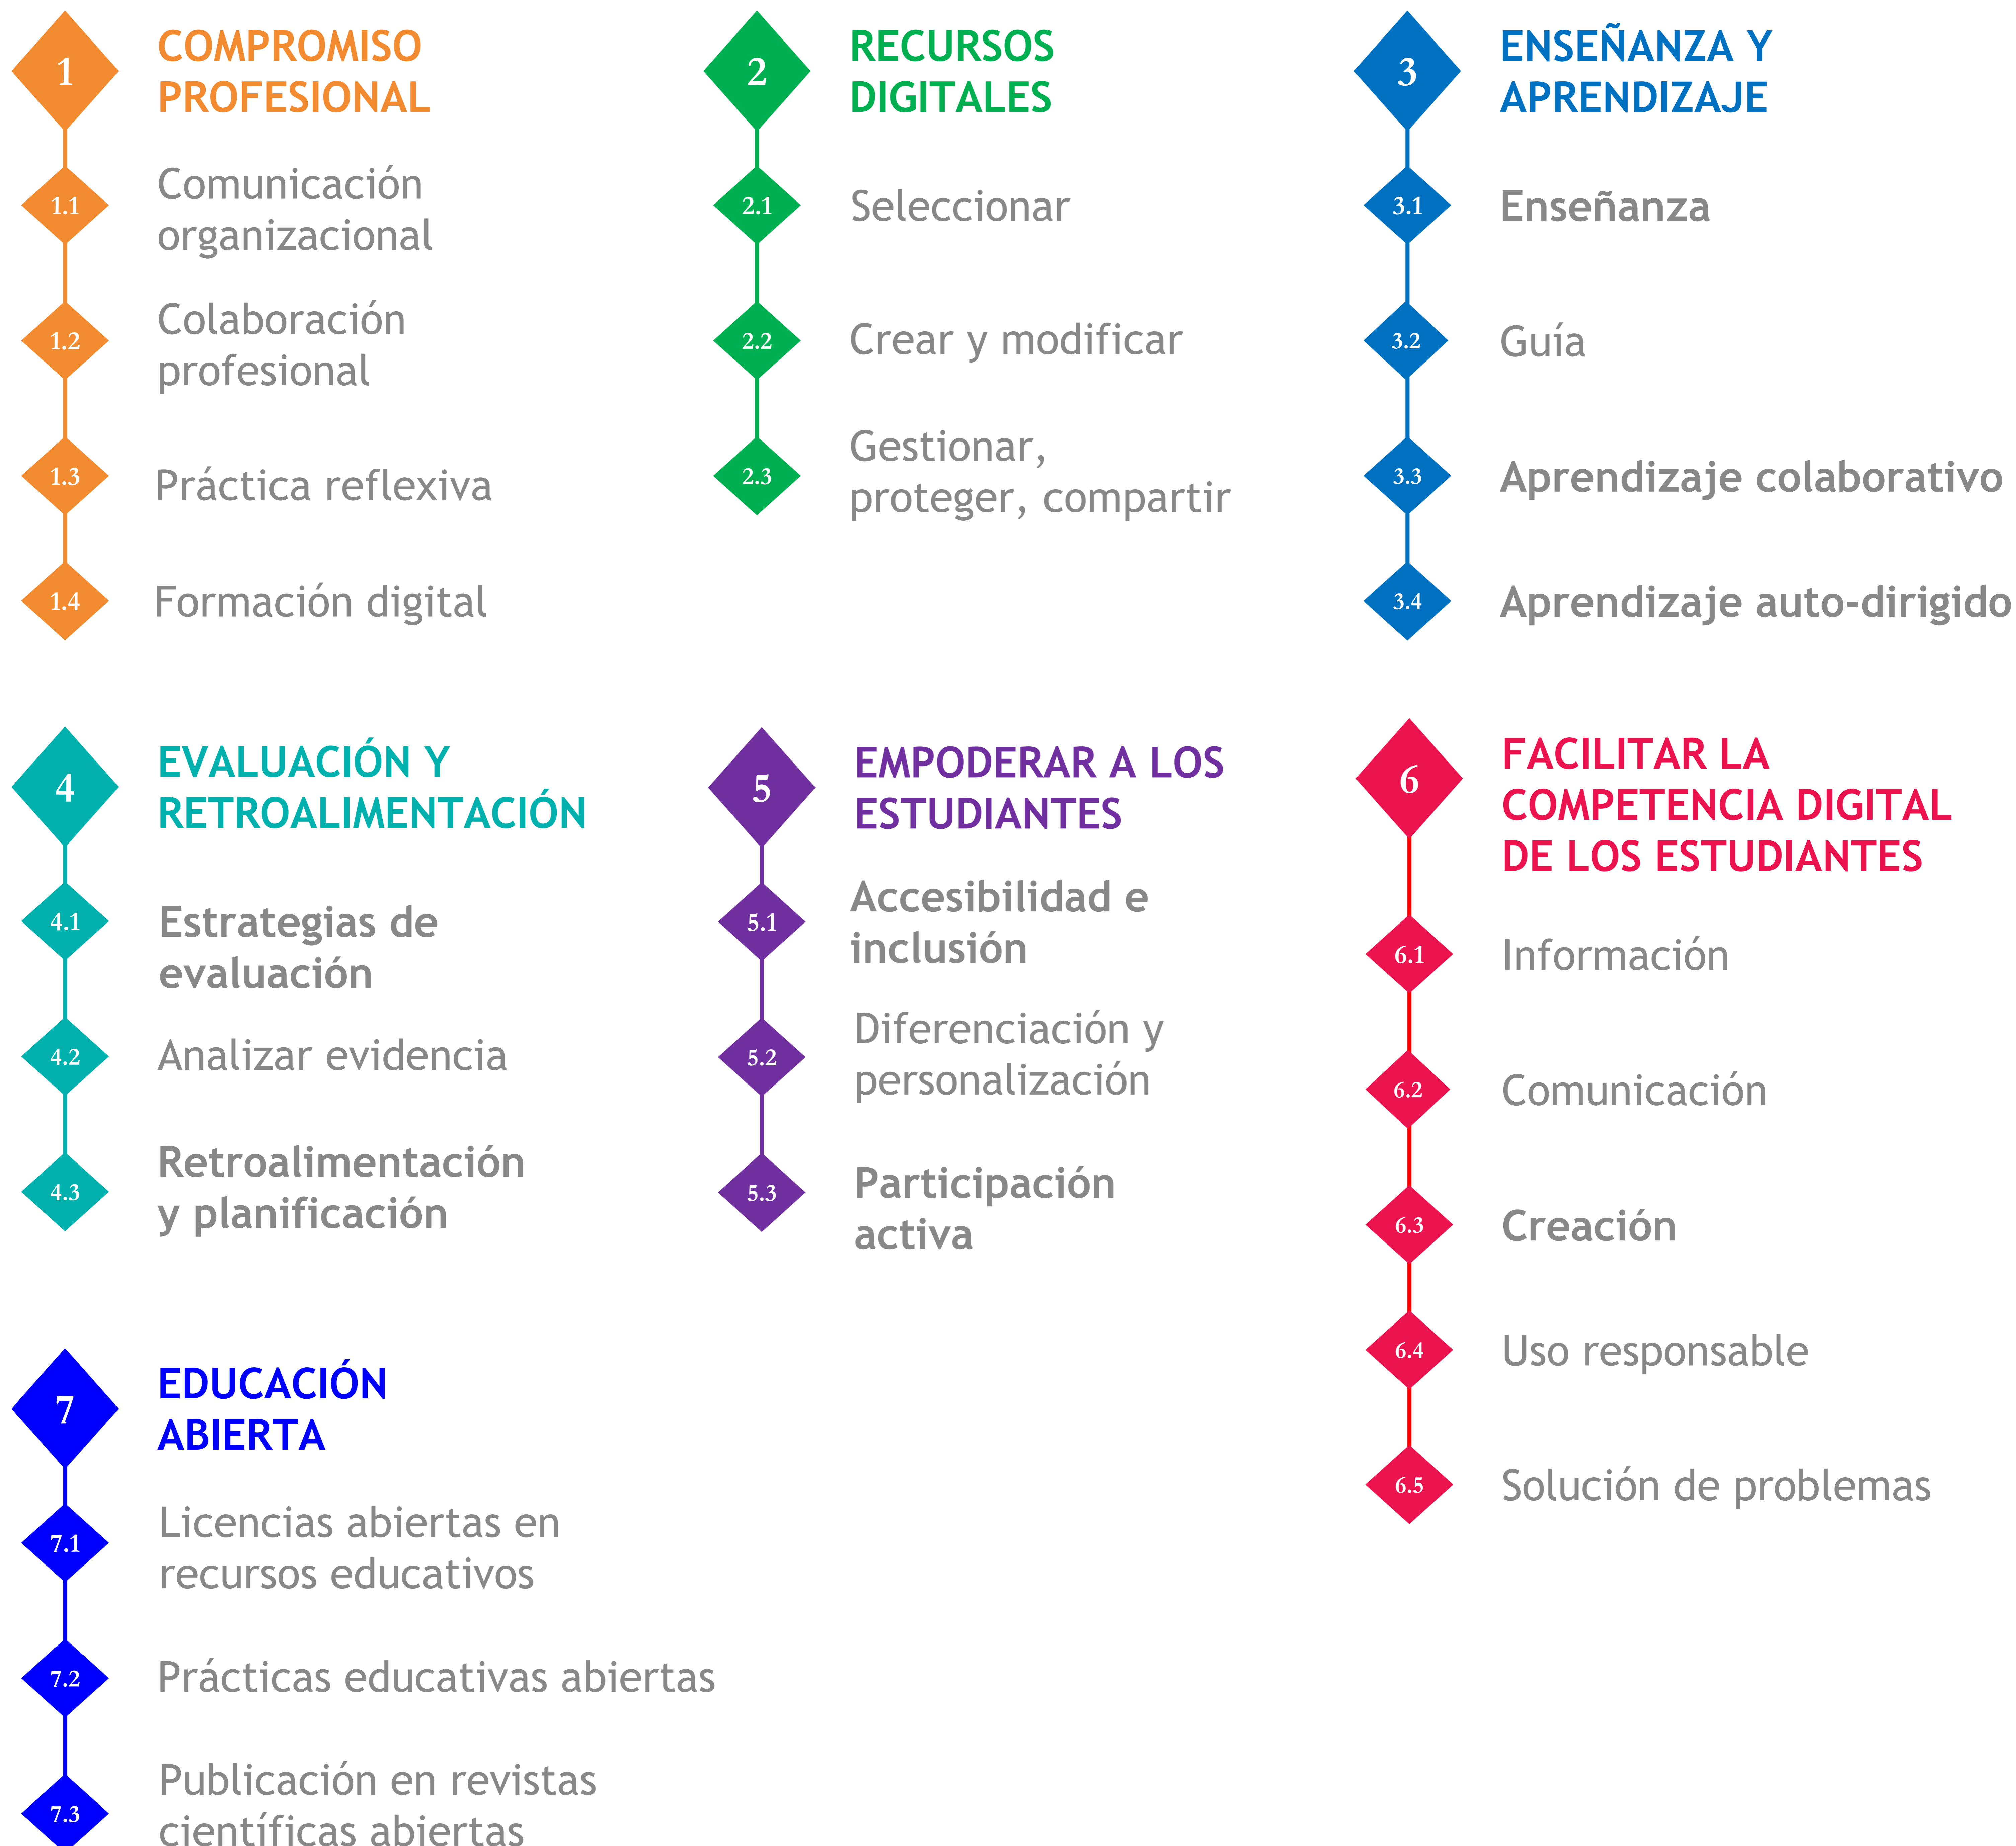 1
COMPROMISO
PROFESIONAL
1.1
Comunicación
organizacional
1.2
Colaboración
profesional
1.3
Práctica reflexiva
1.4
Formación digital
2
RECURSOS
DIGITALES
2.1
Seleccionar
2.2
Crear y modificar
2.3
Gestionar,
proteger, compartir
3
ENSEÑANZA Y
APRENDIZAJE
3.1
Enseñanza
3.2
Guía
3.3
Aprendizaje colaborativo
3.4
Aprendizaje auto-dirigido
4
EVALUACIÓN Y
RETROALIMENTACIÓN
4.1
Estrategias de
evaluación
4.2
Analizar evidencia
4.3
Retroalimentación
y planificación
5
EMPODERAR A LOS
ESTUDIANTES
5.1
Accesibilidad e
inclusión
5.2
Diferenciación y
personalización
5.3
Participación
activa
6
FACILITAR LA
COMPETENCIA DIGITAL
DE LOS ESTUDIANTES
6.1
Información
6.2
Comunicación
6.3
Creación
6.4
Uso responsable
6.5
Solución de problemas
7
EDUCACIÓN
ABIERTA
7.1
Licencias abiertas en
recursos educativos
7.2
Prácticas educativas abiertas
7.3
Publicación en revistas
científicas abiertas